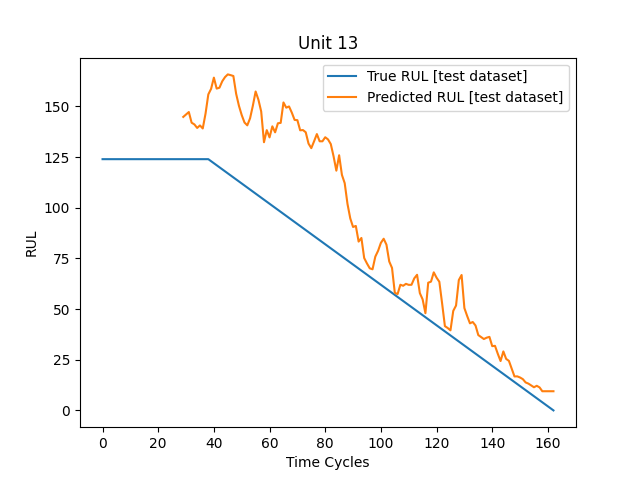 Unit 13
True RUL [test dataset]
Predicted RUL [test dataset]
RUL
150
125
100
75
50
25
0
0 20 40 60 80 100 120 140 160
Time Cycles